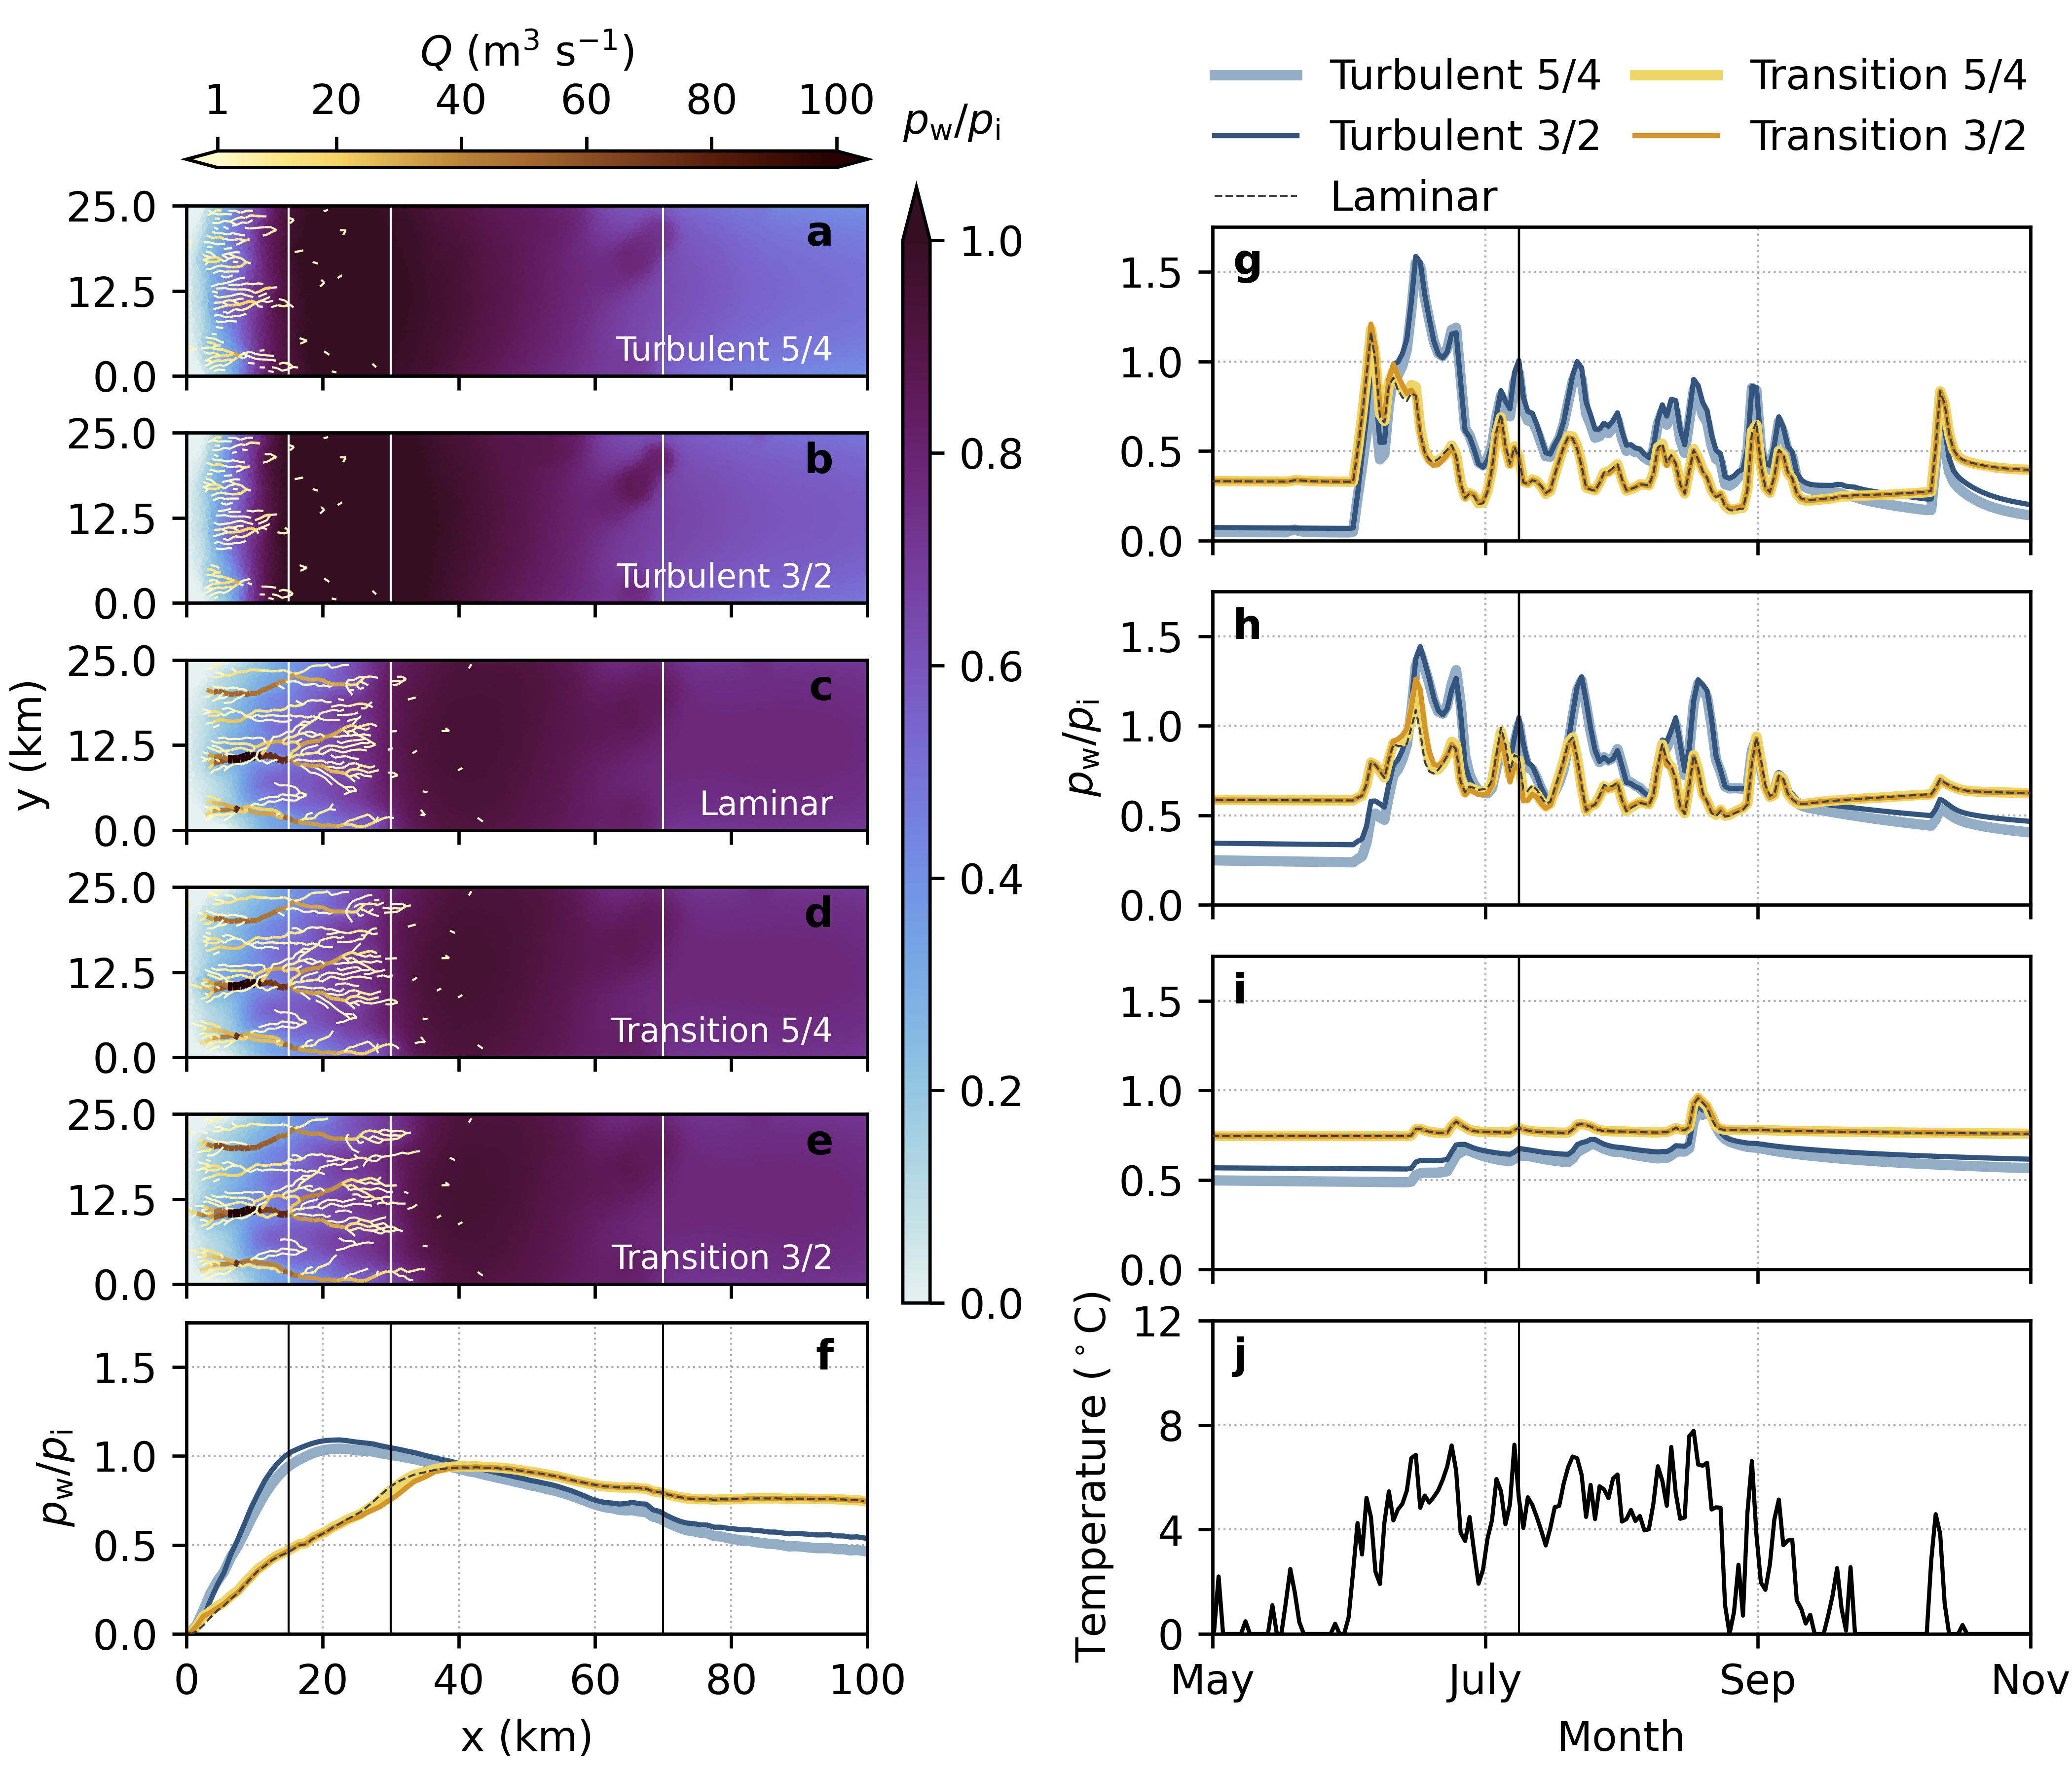 Q (m³ s⁻¹)
1 20 40 60 80 100
p_w/p_i
1.0
0.8
0.6
0.4
0.2
0.0
y (km)
25.0
12.5
0.0
a
Turbulent 5/4
25.0
12.5
0.0
b
Turbulent 3/2
25.0
12.5
0.0
c
Laminar
25.0
12.5
0.0
d
Transition 5/4
25.0
12.5
0.0
e
Transition 3/2
p_w/p_i
1.5
1.0
0.5
0.0
f
0 20 40 60 80 100
x (km)
Turbulent 5/4 Transition 5/4
Turbulent 3/2 Transition 3/2
Laminar
g
1.5
1.0
0.5
0.0
p_w/p_i
h
1.5
1.0
0.5
0.0
i
1.5
1.0
0.5
0.0
Temperature (°C)
j
12
8
4
0
May July Sep Nov
Month